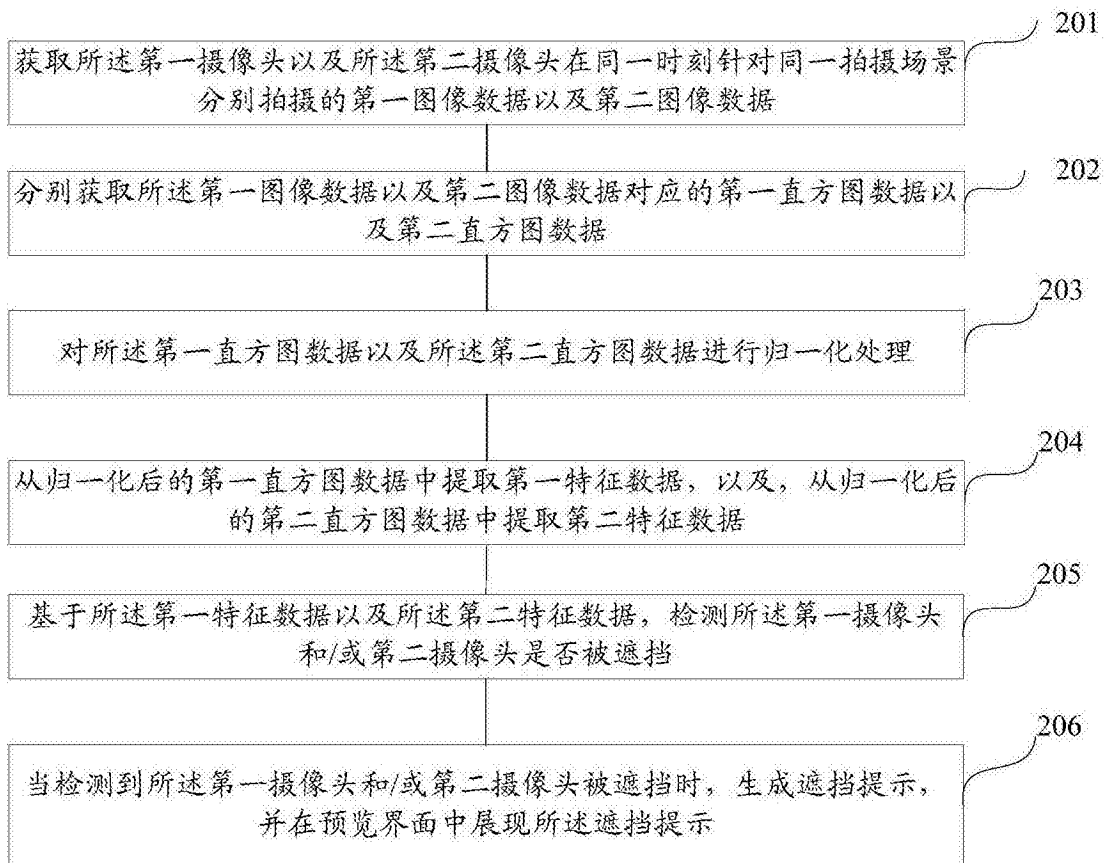 201
获取所述第一摄像头以及所述第二摄像头在同一时刻针对同一拍摄场景
分别拍摄的第一图像数据以及第二图像数据
202
分别获取所述第一图像数据以及第二图像数据对应的第一直方图数据以
及第二直方图数据
203
对所述第一直方图数据以及所述第二直方图数据进行归一化处理
204
从归一化后的第一直方图数据中提取第一特征数据，以及，从归一化后
的第二直方图数据中提取第二特征数据
205
基于所述第一特征数据以及所述第二特征数据，检测所述第一摄像头
和/或第二摄像头是否被遮挡
206
当检测到所述第一摄像头和/或第二摄像头被遮挡时，生成遮挡提示，
并在预览界面中展现所述遮挡提示